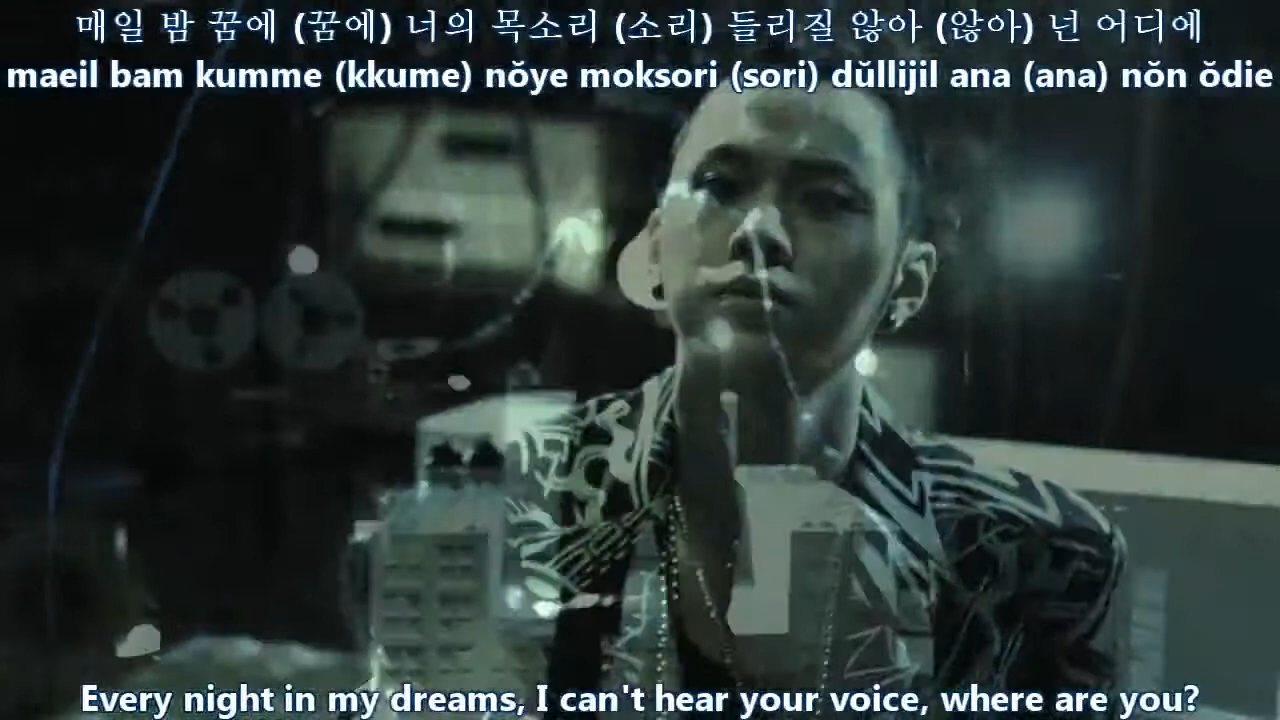 매일 밤 꿈에 (꿈에) 너의 목소리 (소리) 들리질 않아 (않아) 넌 어디에
maeil bam kumme (kkume) nŏye moksori (sori) dŭllijil ana (ana) nŏn ŏdie
Every night in my dreams, I can't hear your voice, where are you?